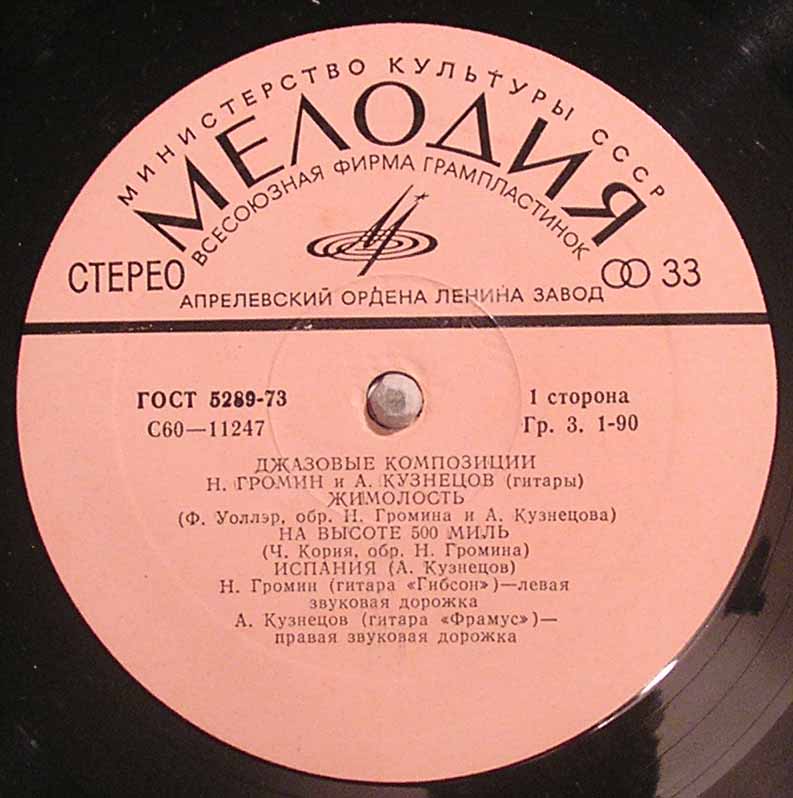 МИНИСТЕРСТВО КУЛЬТУРЫ СССР
МЕЛОДИЯ
ВСЕСОЮЗНАЯ ФИРМА ГРАМПЛАСТИНОК
СТЕРЕО
33
АПРЕЛЕВСКИЙ ОРДЕНА ЛЕНИНА ЗАВОД
ГОСТ 5289-73
1 сторона
С60—11247
Гр. 3. 1-90
ДЖАЗОВЫЕ КОМПОЗИЦИИ
Н. ГРОМИН и А. КУЗНЕЦОВ (гитары)
ЖИМОЛОСТЬ
(Ф. Уоллэр, обр. Н. Громина и А. Кузнецова)
НА ВЫСОТЕ 500 МИЛЬ
(Ч. Кория, обр. Н. Громина)
ИСПАНИЯ (А. Кузнецов)
Н. Громин (гитара «Гибсон»)—левая
звуковая дорожка
А. Кузнецов (гитара «Фрамус»)—
правая звуковая дорожка